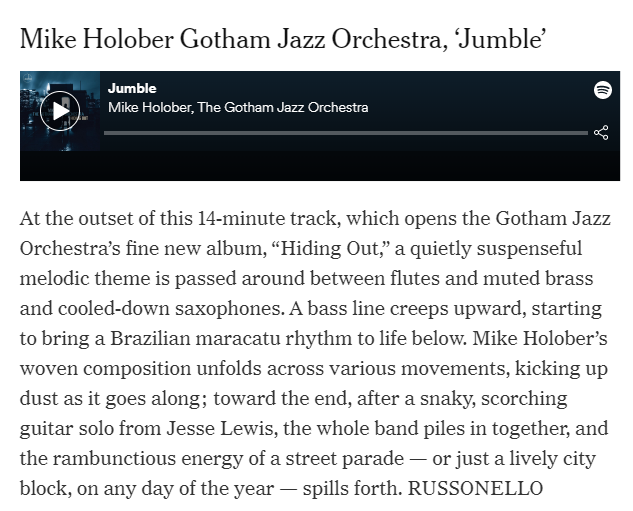 Mike Holober Gotham Jazz Orchestra, ‘Jumble’
Jumble
Mike Holober, The Gotham Jazz Orchestra
At the outset of this 14-minute track, which opens the Gotham Jazz
Orchestra’s fine new album, “Hiding Out,” a quietly suspenseful
melodic theme is passed around between flutes and muted brass
and cooled-down saxophones. A bass line creeps upward, starting
to bring a Brazilian maracatu rhythm to life below. Mike Holober’s
woven composition unfolds across various movements, kicking up
dust as it goes along; toward the end, after a snaky, scorching
guitar solo from Jesse Lewis, the whole band piles in together, and
the rambunctious energy of a street parade — or just a lively city
block, on any day of the year — spills forth. RUSSONELLO